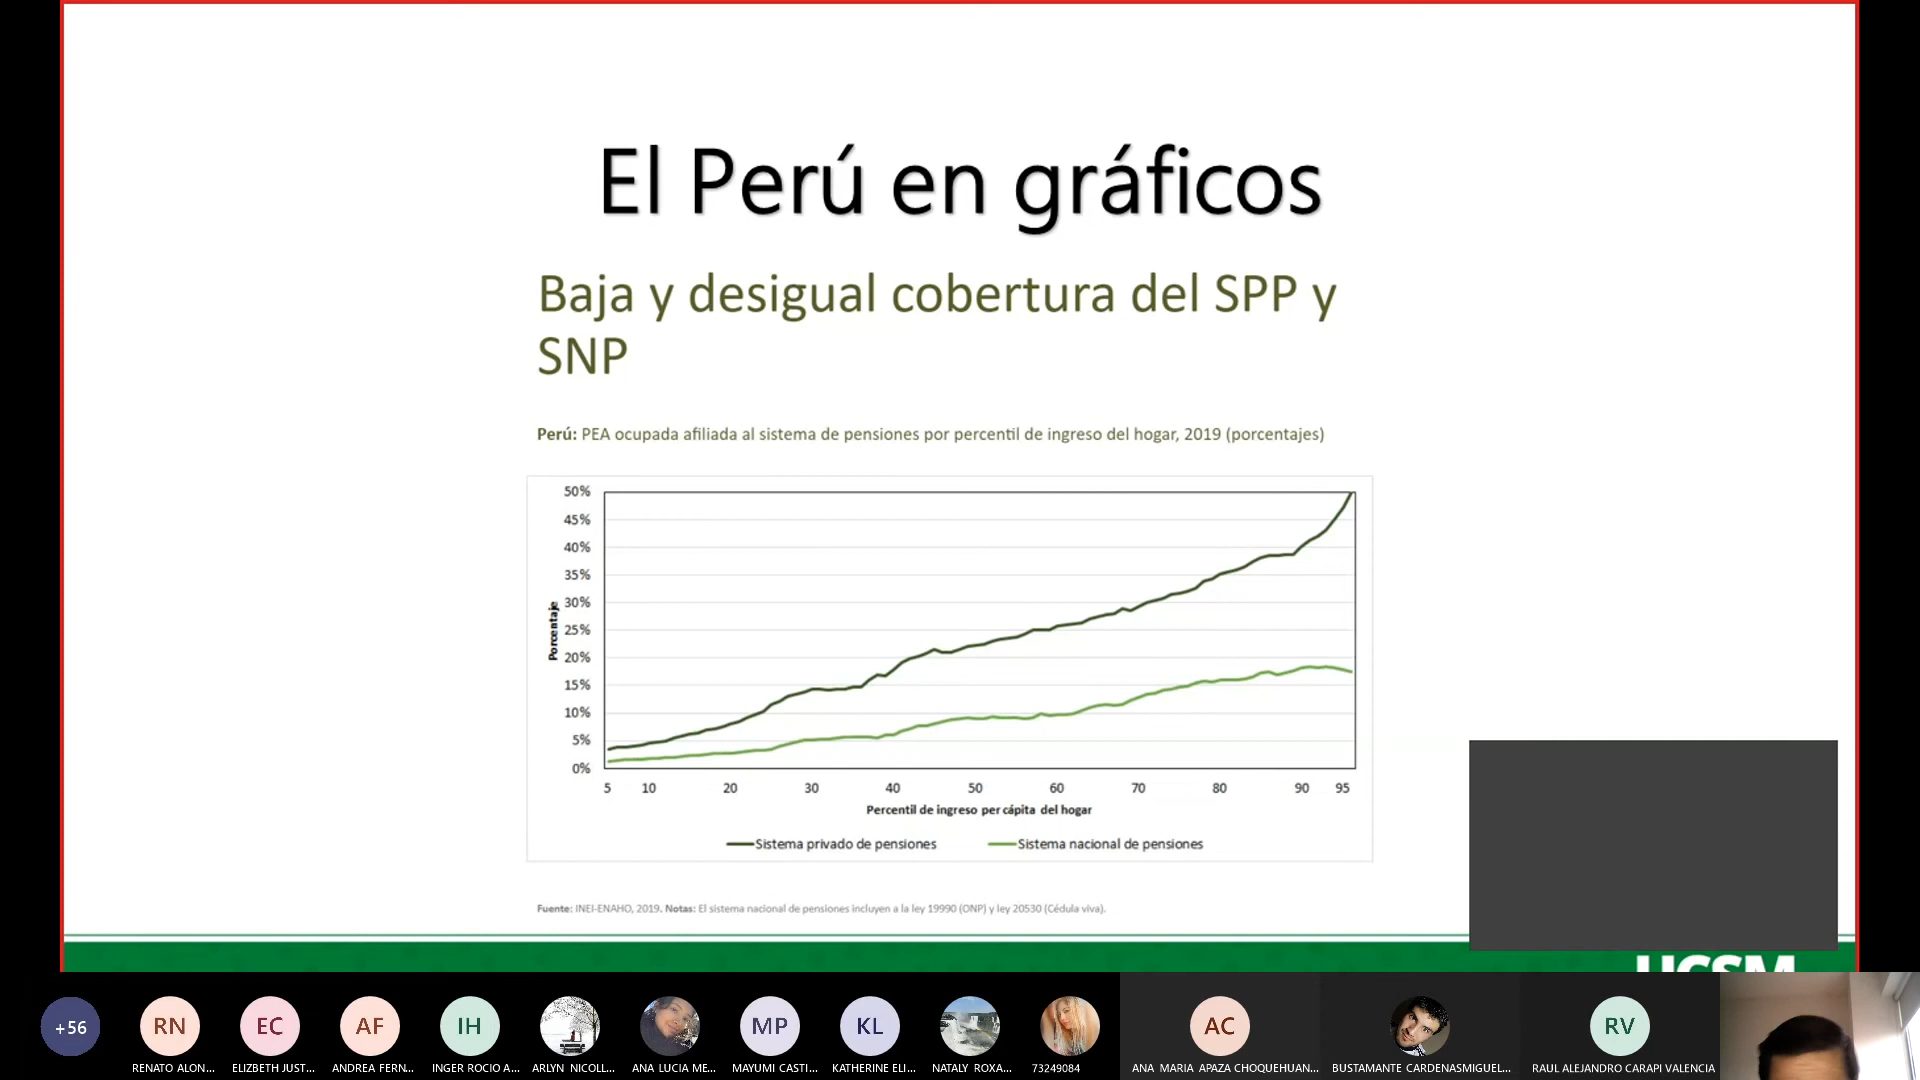 El Perú en gráficos
Baja y desigual cobertura del SPP y
SNP
Perú: PEA ocupada afiliada al sistema de pensiones por percentil de ingreso del hogar, 2019 (porcentajes)
50%
45%
40%
35%
30%
25%
20%
15%
10%
5%
0%
Porcentaje
5 10 20 30 40 50 60 70 80 90 95
Percentil de ingreso per cápita del hogar
Sistema privado de pensiones Sistema nacional de pensiones
Fuente: INEI-ENAHO, 2019. Notas: El sistema nacional de pensiones incluyen a la ley 19990 (ONP) y ley 20530 (Cédula viva).
UCSM
+56 RN EC AF IH MP KL AC RV
RENATO ALON... ELIZBETH JUST... ANDREA FERN... INGER ROCIO A... ARLYN NICOLL... ANA LUCIA ME... MAYUMI CASTI... KATHERINE ELI... NATALY ROXA... 73249084 ANA MARIA APAZA CHOQUEHUAN... BUSTAMANTE CARDENASMIGUEL... RAUL ALEJANDRO CARAPI VALENCIA